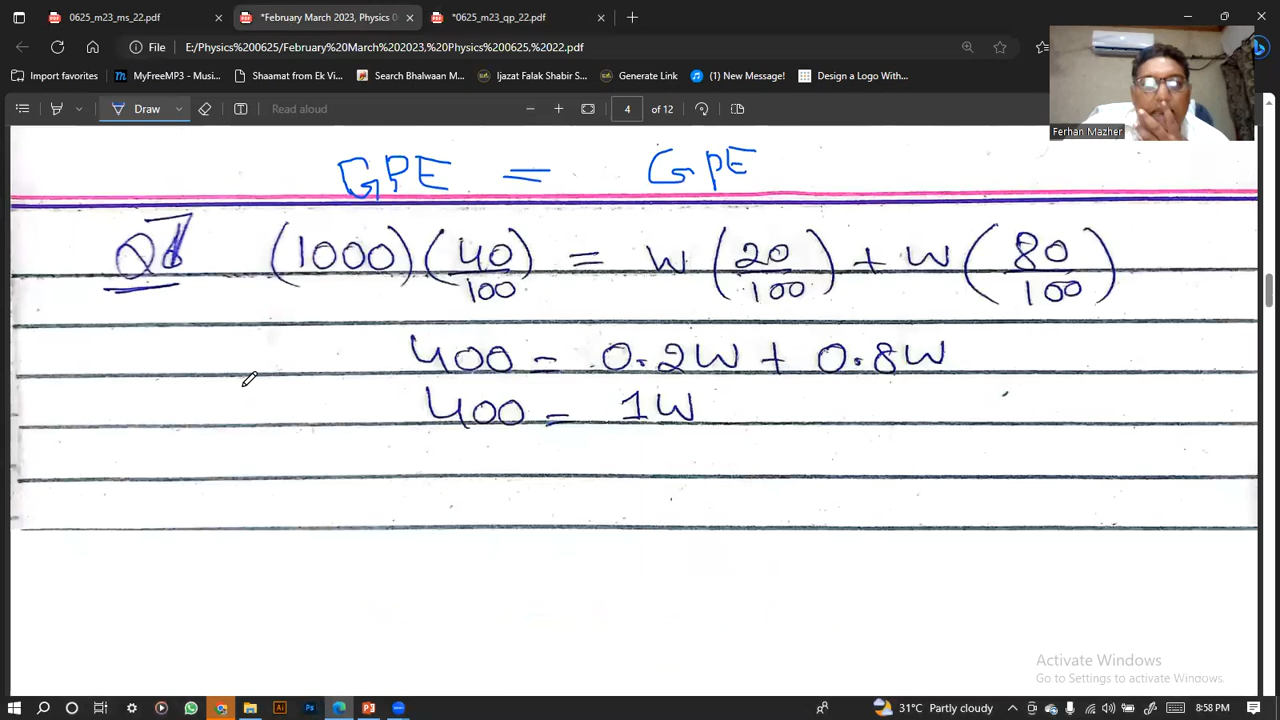 0625_m23_ms_22.pdf
*February March 2023, Physics 0
*0625_m23_qp_22.pdf
File E:/Physics%200625/February%20March%202023,%20Physics%200625,%2022.pdf
Import favorites
MyFreeMP3 - Musi...
Shaamat from Ek Vi...
Search Bhalwaan M...
Ijazat Falak Shabir S...
Generate Link
(1) New Message!
Design a Logo With...
Draw
Read aloud
4 of 12
Ferhan Mazher
GPE = GPE
(1000)(40/100) = W(20/100) + W(80/100)
400 = 0.2W + 0.8W
400 = 1W
Activate Windows
Go to Settings to activate Windows.
31°C Partly cloudy
8:58 PM